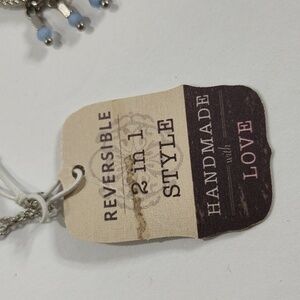 REVERSIBLE
2 in 1
STYLE
HANDMADE
with
LOVE